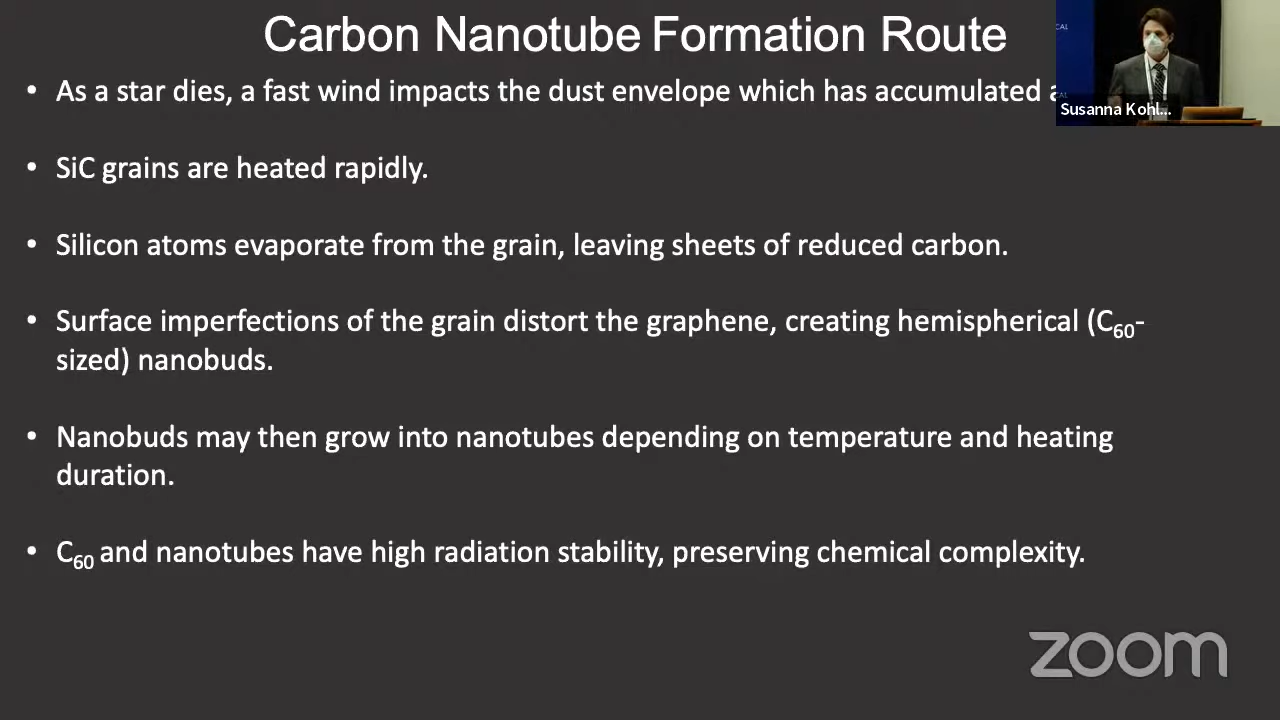 Carbon Nanotube Formation Route
• As a star dies, a fast wind impacts the dust envelope which has accumulated
CAL
CAL
Susanna Kohl...
• SiC grains are heated rapidly.
• Silicon atoms evaporate from the grain, leaving sheets of reduced carbon.
• Surface imperfections of the grain distort the graphene, creating hemispherical (C₆₀-
sized) nanobuds.
• Nanobuds may then grow into nanotubes depending on temperature and heating
duration.
• C₆₀ and nanotubes have high radiation stability, preserving chemical complexity.
zoom